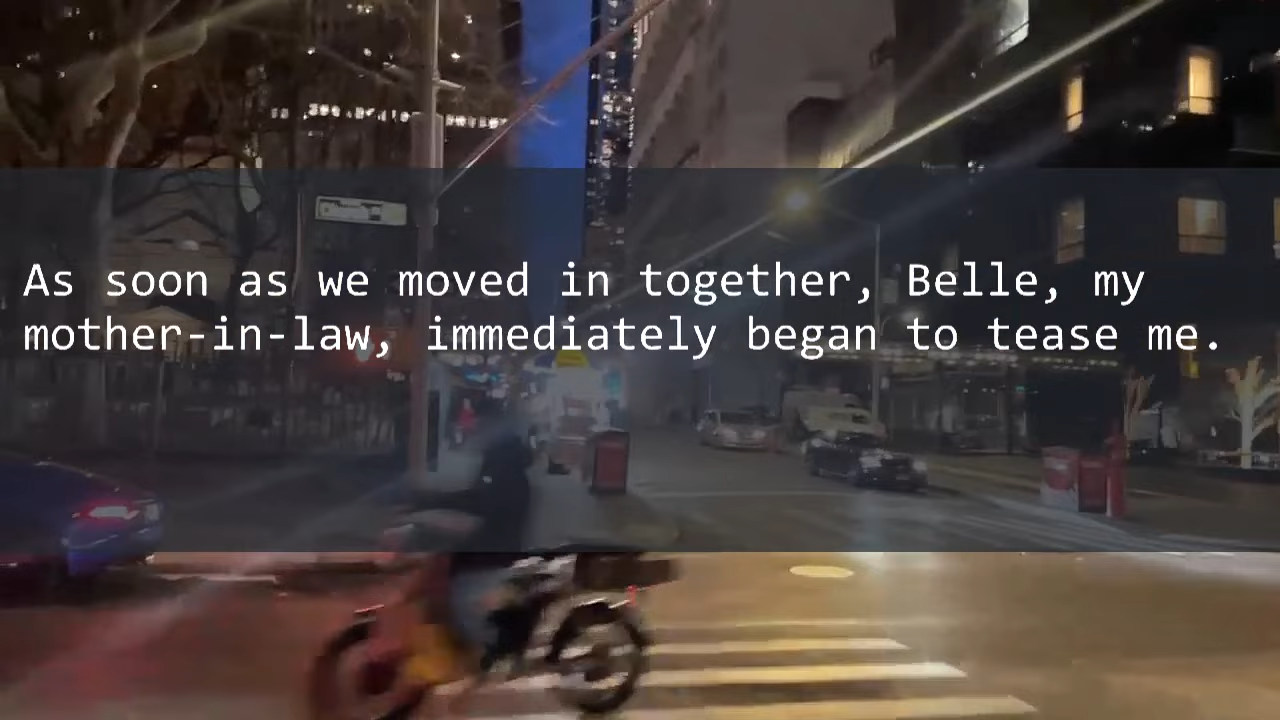 As soon as we moved in together, Belle, my
mother-in-law, immediately began to tease me.